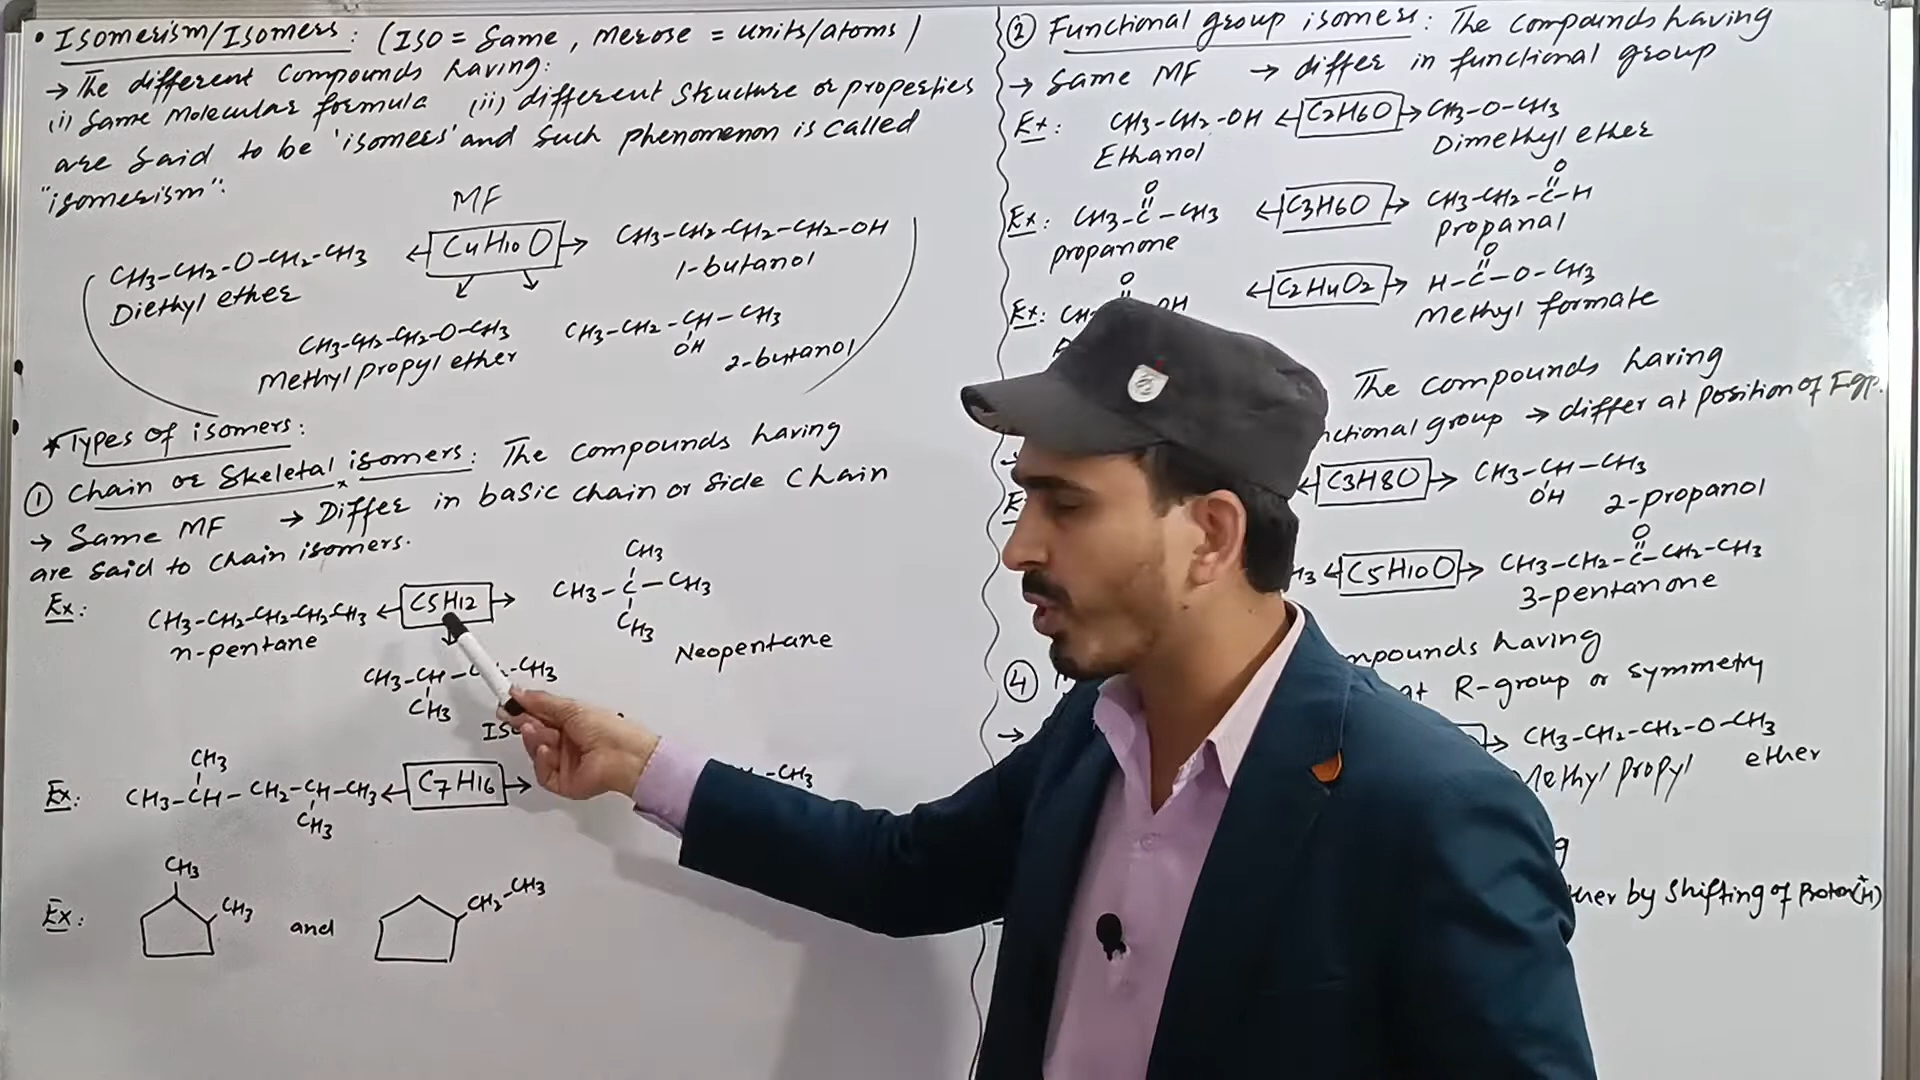 • Isomerism/Isomers: (ISO = Same, merose = units/atoms)
→ The different Compounds having:
(i) Same Molecular formula (ii) different Structure or properties
are said to be 'isomers' and Such phenomenon is called
"isomerism":
MF
CH3-CH2-O-CH2-CH3 ← C4H10O → CH3-CH2-CH2-CH2-OH
Diethyl ether
1-butanol
CH3-CH2-CH2-O-CH3
Methyl propyl ether
CH3-CH2-CH-CH3
OH
2-butanol
* Types of isomers:
① Chain or Skeletal isomers: The Compounds having
→ Same MF → Differ in basic chain or Side Chain
are said to Chain isomers.
Ex: CH3-CH2-CH2-CH2-CH3 ← C5H12 →
n-pentane
CH3
CH3-C-CH3
CH3
Neopentane
CH3-CH-
-CH3
CH3
CH3
Ex: CH3-CH-CH2-CH-CH3 ← C7H16 →
CH3
-CH3
Ex:
CH3
CH3
and
CH2-CH3
② Functional group isomers: The Compounds having
→ Same MF → differ in functional group
Ex: CH3-CH2-OH ← C2H6O → CH3-O-CH3
Ethanol
Dimethyl ether
Ex:
O
CH3-C-CH3 ← C3H6O →
propanone
O
CH3-CH2-C-H
propanal
Ex:
O
OH ← C2H4O2 →
O
H-C-O-CH3
Methyl formate
The compounds having
functional group → differ at position of Fgp.
← C3H8O → CH3-CH-CH3
OH
2-propanol
← C5H10O →
O
CH3-CH2-C-CH2-CH3
3-pentanone
④
compounds having
at R-group or symmetry
→
→ CH3-CH2-CH2-O-CH3
Methyl propyl ether
by shifting of Proton(H+)